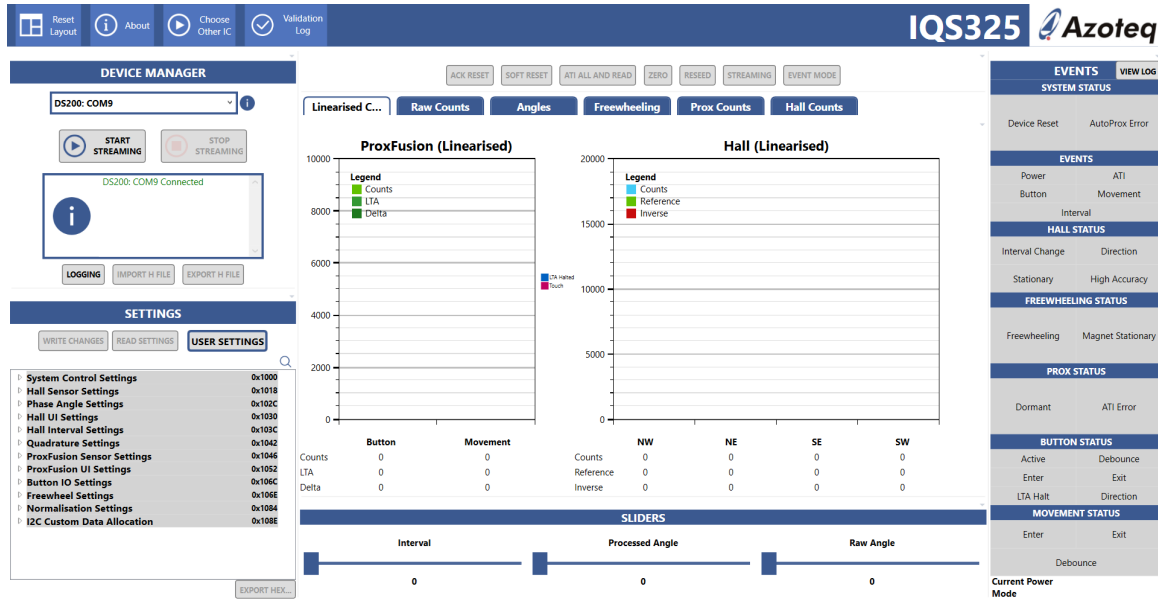 Reset Layout
About
Choose Other IC
Validation Log
IQS325
Azoteq
DEVICE MANAGER
DS200: COM9
START STREAMING
STOP STREAMING
DS200: COM9 Connected
LOGGING IMPORT H FILE EXPORT H FILE
SETTINGS
WRITE CHANGES READ SETTINGS USER SETTINGS
System Control Settings 0x1000
Hall Sensor Settings 0x1018
Phase Angle Settings 0x102C
Hall UI Settings 0x1030
Hall Interval Settings 0x103C
Quadrature Settings 0x1042
ProxFusion Sensor Settings 0x1046
ProxFusion UI Settings 0x1052
Button IO Settings 0x106C
Freewheel Settings 0x106E
Normalisation Settings 0x1084
I2C Custom Data Allocation 0x108E
EXPORT HEX...
ACK RESET SOFT RESET ATI ALL AND READ ZERO RESEED STREAMING EVENT MODE
Linearised C... Raw Counts Angles Freewheeling Prox Counts Hall Counts
ProxFusion (Linearised)
10000
8000
6000
4000
2000
0
Legend
Counts
LTA
Delta
LTA Halted
Touch
Button Movement
Counts 0 0
LTA 0 0
Delta 0 0
Hall (Linearised)
20000
15000
10000
5000
0
Legend
Counts
Reference
Inverse
NW NE SE SW
Counts 0 0 0 0
Reference 0 0 0 0
Inverse 0 0 0 0
SLIDERS
Interval Processed Angle Raw Angle
0 0 0
EVENTS VIEW LOG
SYSTEM STATUS
Device Reset AutoProx Error
EVENTS
Power ATI
Button Movement
Interval
HALL STATUS
Interval Change Direction
Stationary High Accuracy
FREEWHEELING STATUS
Freewheeling Magnet Stationary
PROX STATUS
Dormant ATI Error
BUTTON STATUS
Active Debounce
Enter Exit
LTA Halt Direction
MOVEMENT STATUS
Enter Exit
Debounce
Current Power
Mode